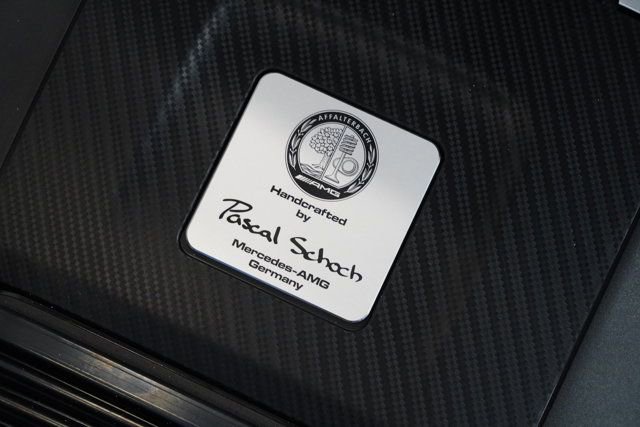 AFFALTERBACH
AMG
Handcrafted
by
Pascal Schoch
Mercedes-AMG
Germany